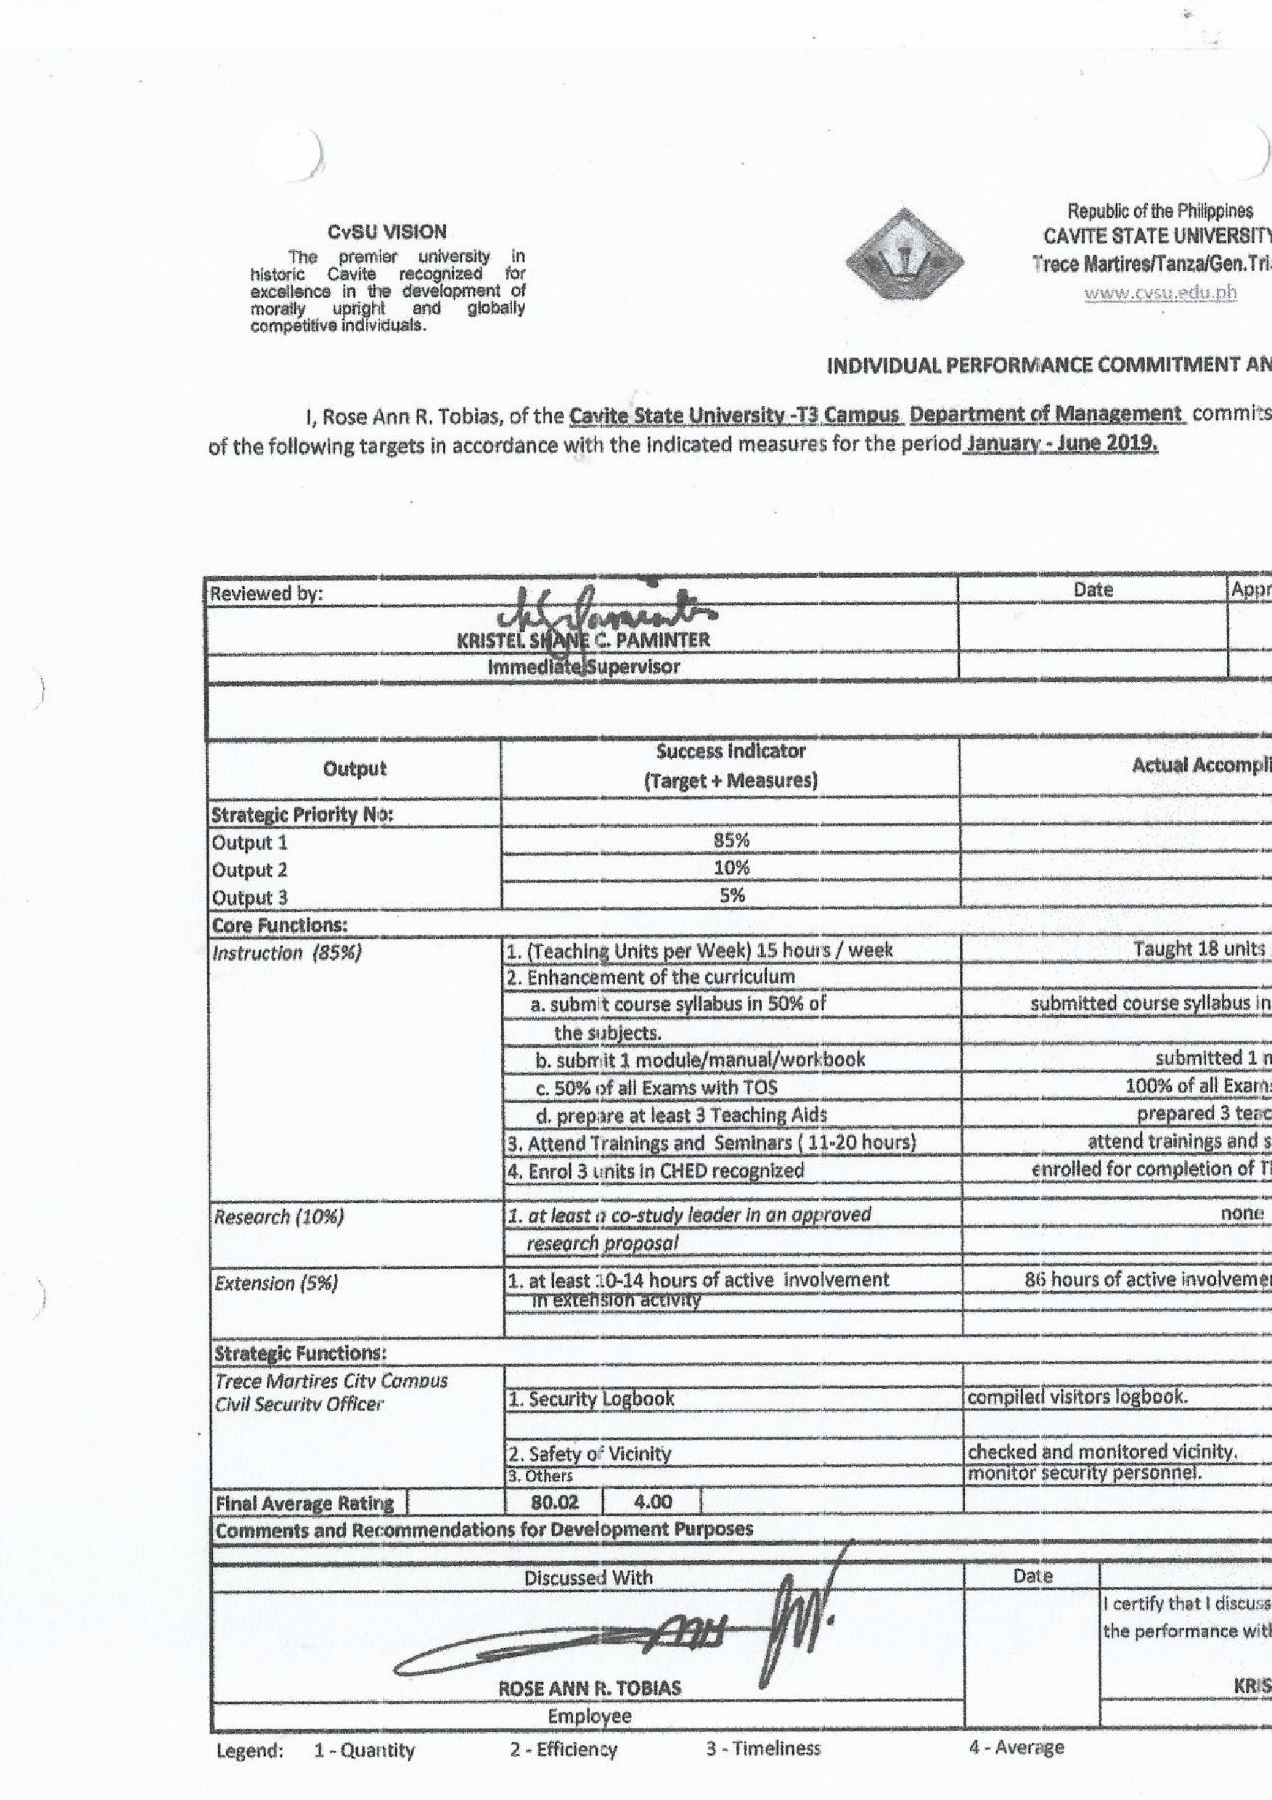 CvSU VISION
The premier university in
historic Cavite recognized for
excellence in the development of
morally upright and globally
competitive individuals.
Republic of the Philippines
CAVITE STATE UNIVERSITY
Trece Martires/Tanza/Gen.Tri
www.cvsu.edu.ph
INDIVIDUAL PERFORMANCE COMMITMENT AN
I, Rose Ann R. Tobias, of the Cavite State University -T3 Campus Department of Management commits
of the following targets in accordance with the indicated measures for the period January - June 2019.
Reviewed by: Date Appr
KRISTEL SHANE C. PAMINTER
Immediate Supervisor
Output Success Indicator Actual Accompli
(Target + Measures)
Strategic Priority No:
Output 1 85%
Output 2 10%
Output 3 5%
Core Functions:
Instruction (85%) 1. (Teaching Units per Week) 15 hours / week Taught 18 units
2. Enhancement of the curriculum
a. submit course syllabus in 50% of submitted course syllabus in
the subjects.
b. submit 1 module/manual/workbook submitted 1 m
c. 50% of all Exams with TOS 100% of all Exams
d. prepare at least 3 Teaching Aids prepared 3 teac
3. Attend Trainings and Seminars ( 11-20 hours) attend trainings and s
4. Enrol 3 units in CHED recognized enrolled for completion of T
Research (10%) 1. at least a co-study leader in an approved none
research proposal
Extension (5%) 1. at least 10-14 hours of active involvement 86 hours of active involveme
in extension activity
Strategic Functions:
Trece Martires City Campus
Civil Security Officer 1. Security Logbook compiled visitors logbook.
2. Safety of Vicinity checked and monitored vicinity.
3. Others monitor security personnel.
Final Average Rating 80.02 4.00
Comments and Recommendations for Development Purposes
Discussed With Date
I certify that I discuss
the performance with
ROSE ANN R. TOBIAS KRIS
Employee
Legend: 1 - Quantity 2 - Efficiency 3 - Timeliness 4 - Average